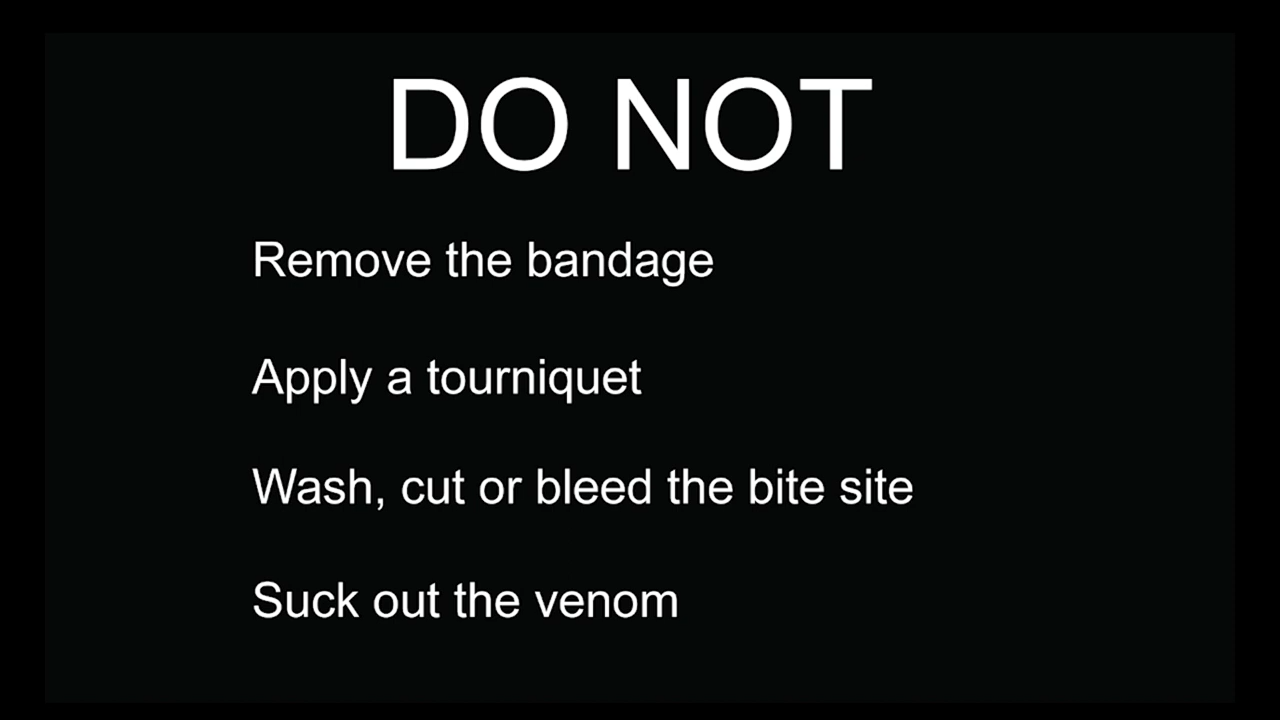 DO NOT
Remove the bandage
Apply a tourniquet
Wash, cut or bleed the bite site
Suck out the venom